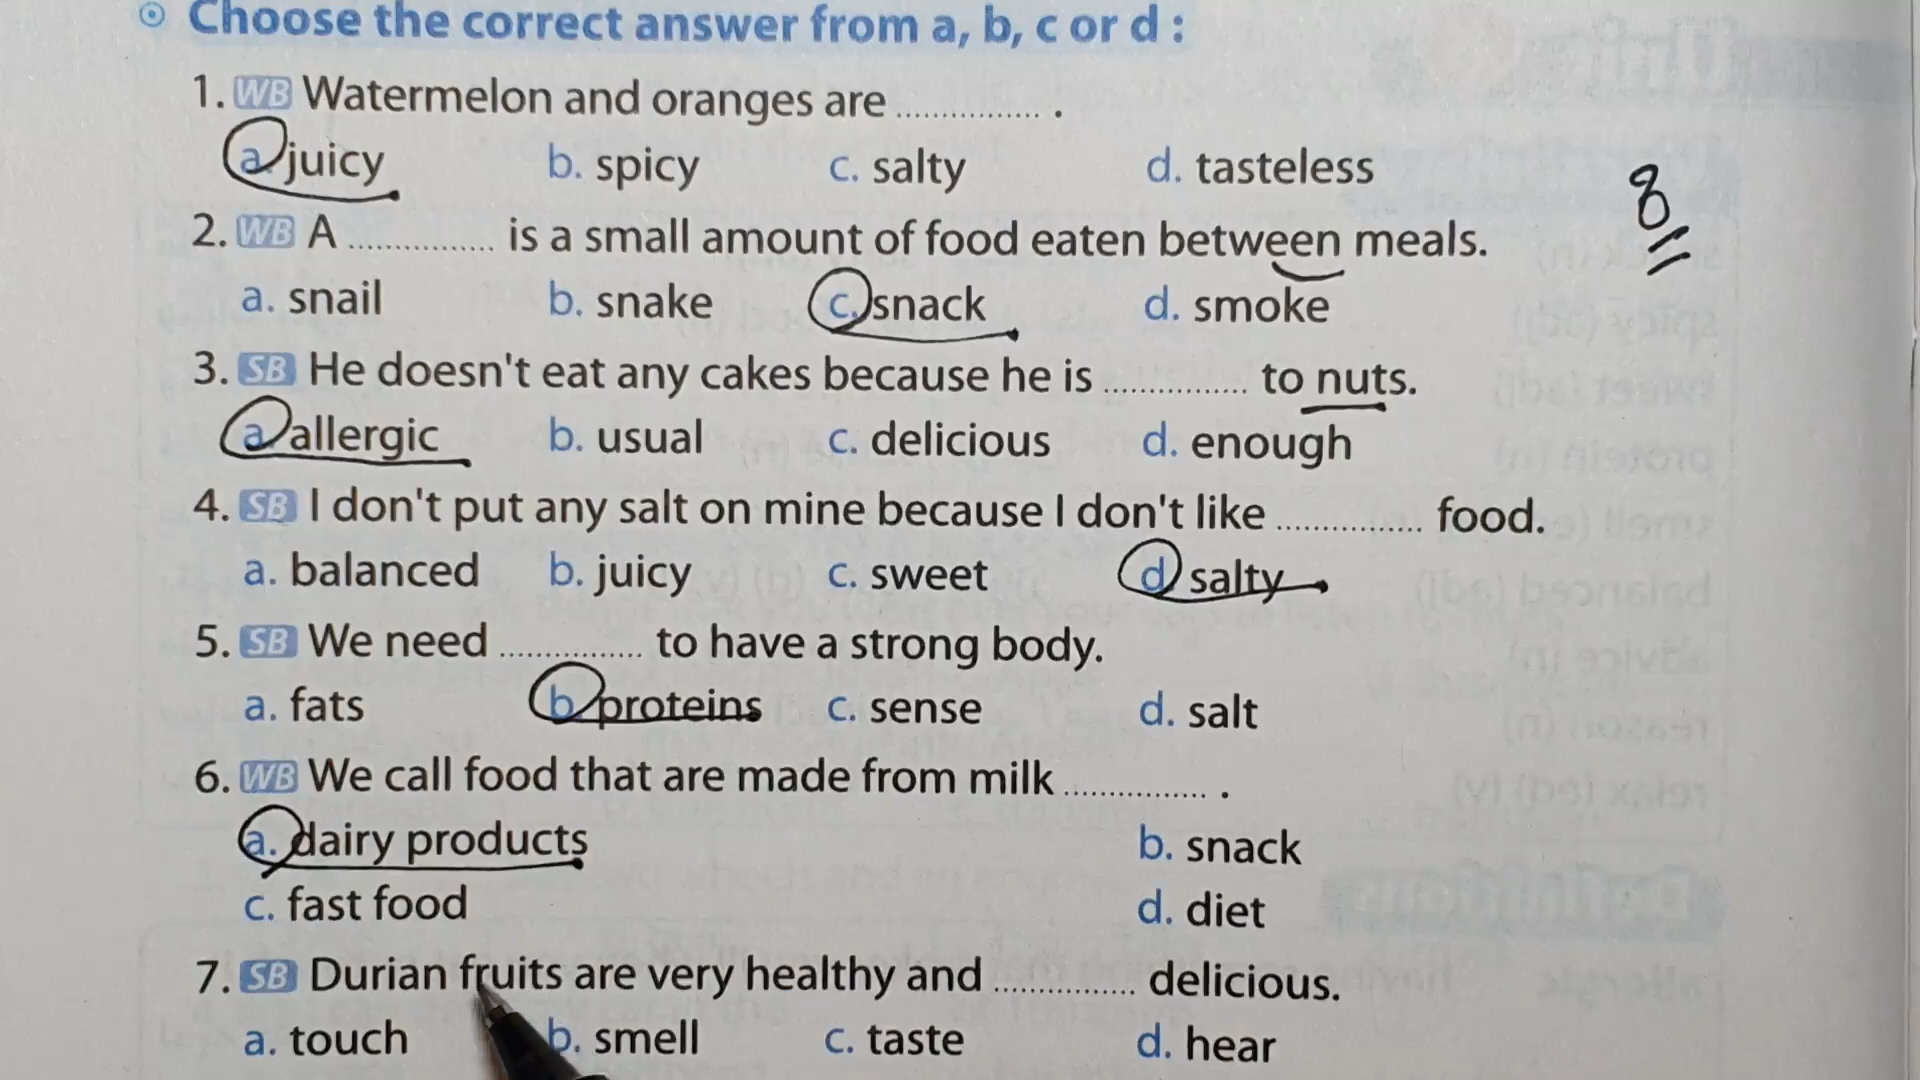 Choose the correct answer from a, b, c or d :
1. WB Watermelon and oranges are ................ .
a. juicy b. spicy c. salty d. tasteless
8
2. WB A ................ is a small amount of food eaten between meals.
a. snail b. snake c. snack d. smoke
3. SB He doesn't eat any cakes because he is ................ to nuts.
a. allergic b. usual c. delicious d. enough
4. SB I don't put any salt on mine because I don't like ................ food.
a. balanced b. juicy c. sweet d. salty
5. SB We need ................ to have a strong body.
a. fats b. proteins c. sense d. salt
6. WB We call food that are made from milk ................ .
a. dairy products b. snack
c. fast food d. diet
7. SB Durian fruits are very healthy and ................ delicious.
a. touch b. smell c. taste d. hear